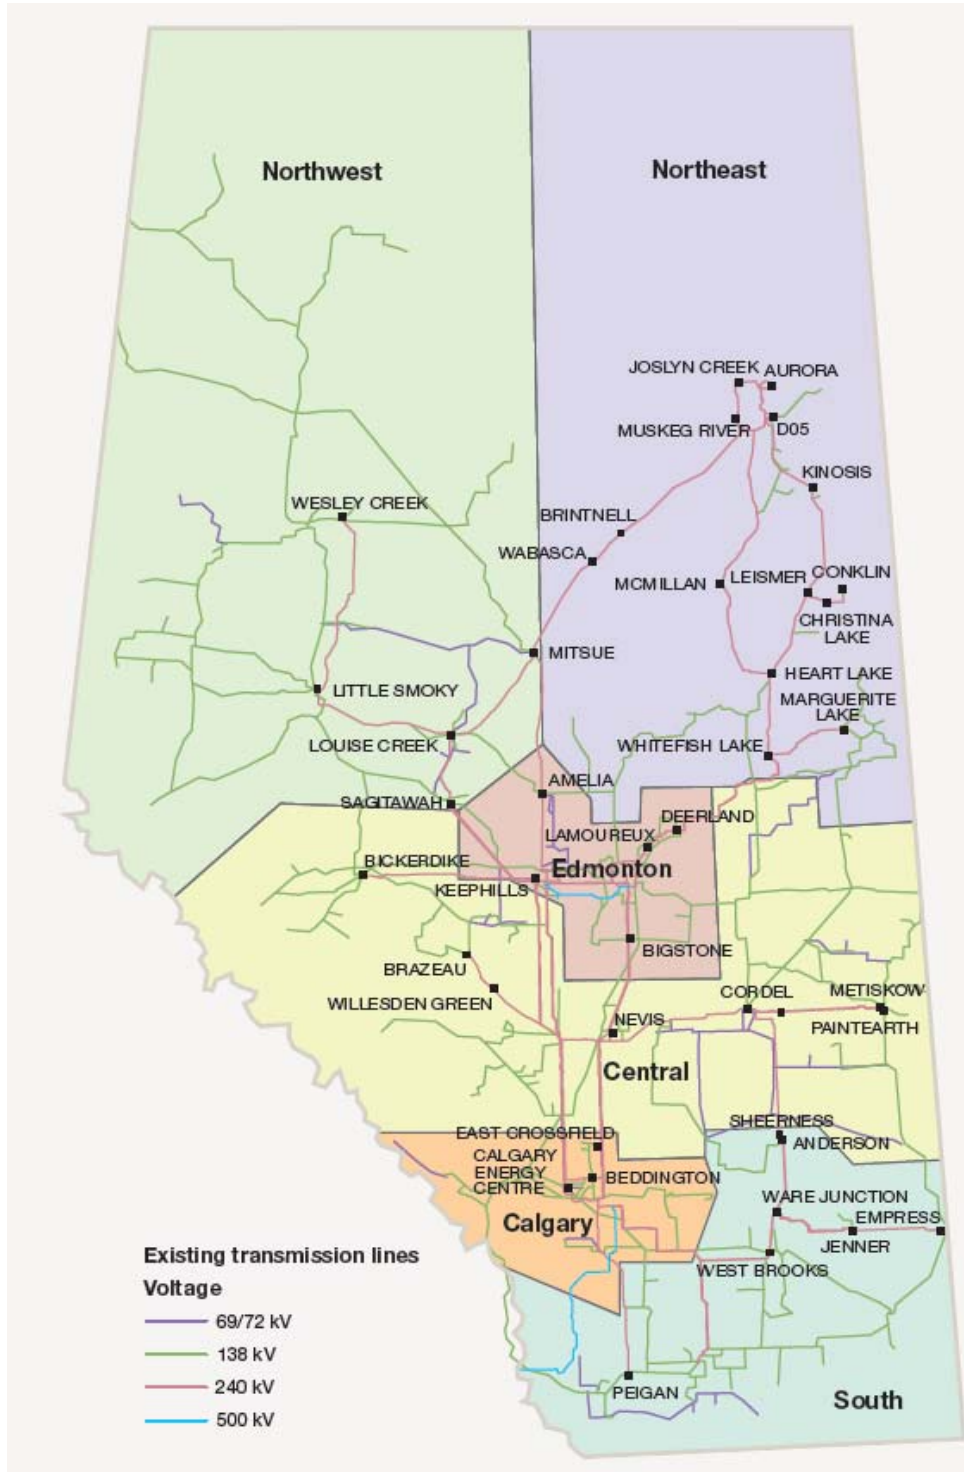 Northwest
Northeast
JOSLYN CREEK
AURORA
MUSKEG RIVER
D05
KINOSIS
WESLEY CREEK
BRINTNELL
WABASCA
MCMILLAN
LEISMER
CONKLIN
CHRISTINA
LAKE
MITSUE
HEART LAKE
LITTLE SMOKY
MARGUERITE
LAKE
LOUISE CREEK
WHITEFISH LAKE
AMELIA
SAGITAWAH
DEERLAND
LAMOUREUX
BICKERDIKE
Edmonton
KEEPHILLS
BIGSTONE
BRAZEAU
WILLESDEN GREEN
CORDEL
METISKOW
NEVIS
PAINTEARTH
Central
SHEERNESS
EAST CROSSFIELD
ANDERSON
CALGARY
ENERGY
CENTRE
BEDDINGTON
WARE JUNCTION
Calgary
EMPRESS
JENNER
WEST BROOKS
Existing transmission lines
Voltage
69/72 kV
138 kV
240 kV
500 kV
PEIGAN
South